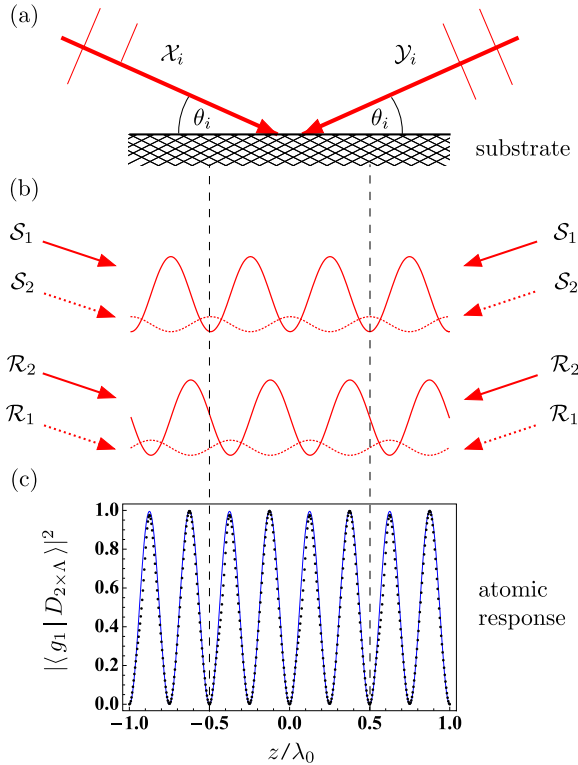 (a)
𝒳ᵢ 𝒴ᵢ
θᵢ θᵢ
substrate
(b)
𝒮₁ 𝒮₁
𝒮₂ 𝒮₂
ℛ₂ ℛ₂
ℛ₁ ℛ₁
(c)
|⟨ g₁ | D₂×Λ ⟩|²
1.0
0.8
0.6
0.4
0.2
0.0
atomic
response
−1.0 −0.5 0.0 0.5 1.0
z/λ₀